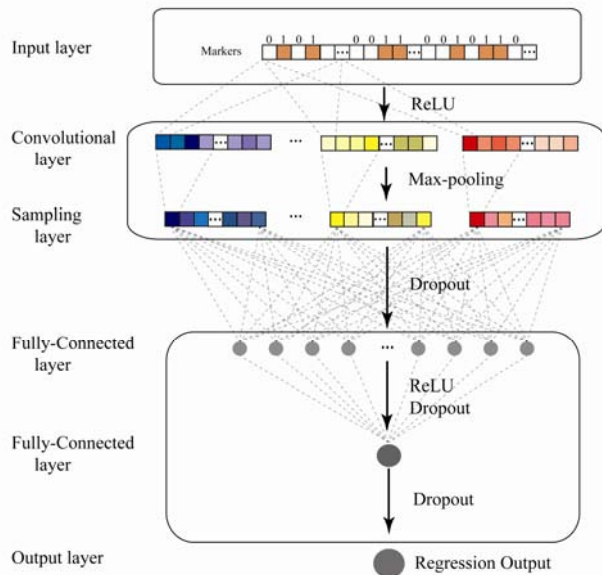 0 1 0 1 0 0 1 1 0 0 1 0 1 1 0
Input layer
Markers
... ... ...
ReLU
Convolutional
layer
... ... ... ...
Max-pooling
Sampling
layer
... ... ... ...
Dropout
Fully-Connected
layer
...
ReLU
Dropout
Fully-Connected
layer
Dropout
Output layer
Regression Output